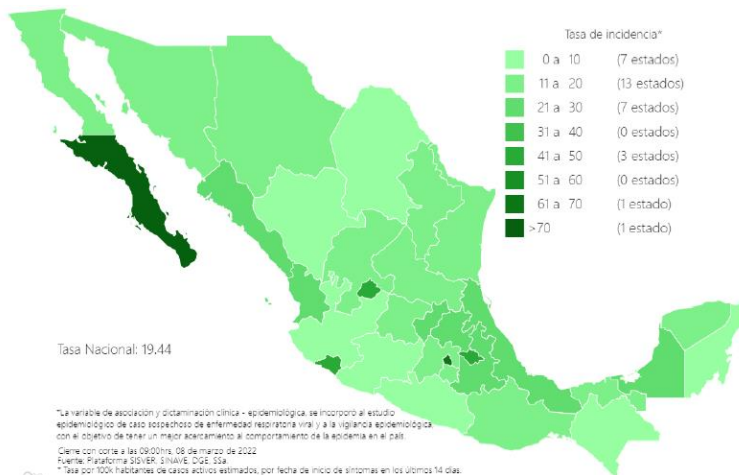 Tasa de incidencia*
0 a 10 (7 estados)
11 a 20 (13 estados)
21 a 30 (7 estados)
31 a 40 (0 estados)
41 a 50 (3 estados)
51 a 60 (0 estados)
61 a 70 (1 estado)
>70 (1 estado)
Tasa Nacional: 19.44
*La variable de asociación y dictaminación clínica - epidemiológica, se incorporó al estudio
epidemiológico de caso sospechoso de enfermedad respiratoria viral y a la vigilancia epidemiológica,
con el objetivo de tener un mejor acercamiento al comportamiento de la epidemia en el país
Cierre con corte a las 09:00hrs, 08 de marzo de 2022
Fuente: Plataforma SISVER, SINAVE, DGE, SSa.
* Tasa por 100k habitantes de casos activos estimados, por fecha de inicio de síntomas en los últimos 14 días.